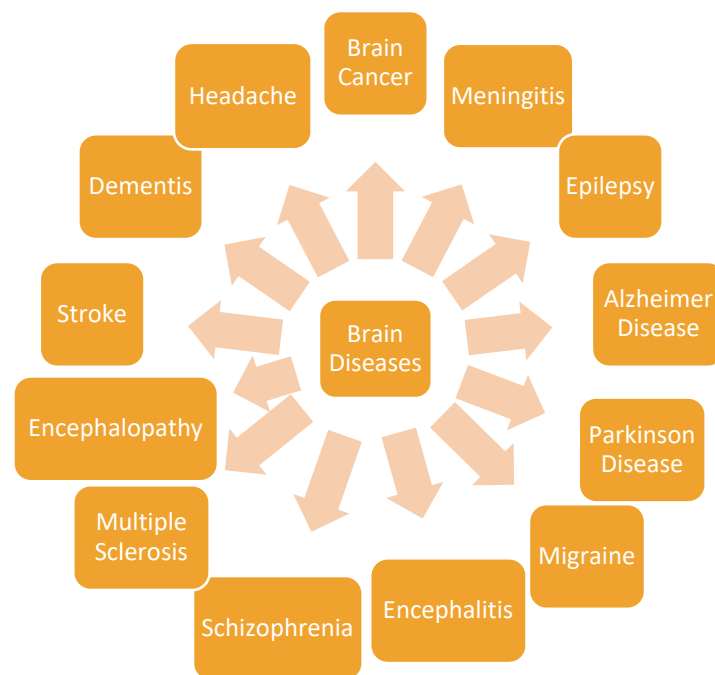 Brain
Cancer
Meningitis
Epilepsy
Alzheimer
Disease
Parkinson
Disease
Migraine
Encephalitis
Schizophrenia
Multiple
Sclerosis
Encephalopathy
Stroke
Dementis
Headache
Brain
Diseases